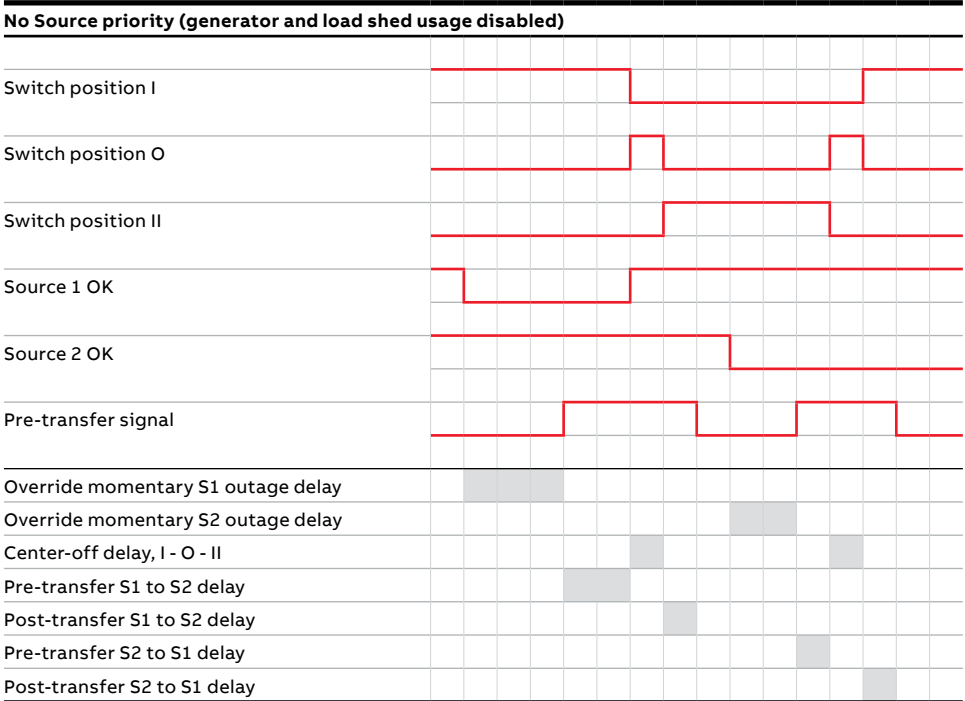 No Source priority (generator and load shed usage disabled)
Switch position I
Switch position O
Switch position II
Source 1 OK
Source 2 OK
Pre-transfer signal
Override momentary S1 outage delay
Override momentary S2 outage delay
Center-off delay, I - O - II
Pre-transfer S1 to S2 delay
Post-transfer S1 to S2 delay
Pre-transfer S2 to S1 delay
Post-transfer S2 to S1 delay